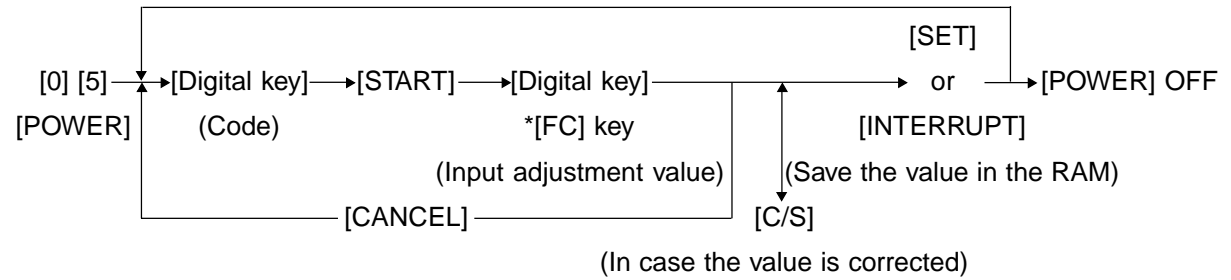 [SET]
[0] [5] [Digital key] [START] [Digital key] or [POWER] OFF
[POWER] (Code) *[FC] key [INTERRUPT]
(Input adjustment value) (Save the value in the RAM)
[CANCEL] [C/S]
(In case the value is corrected)